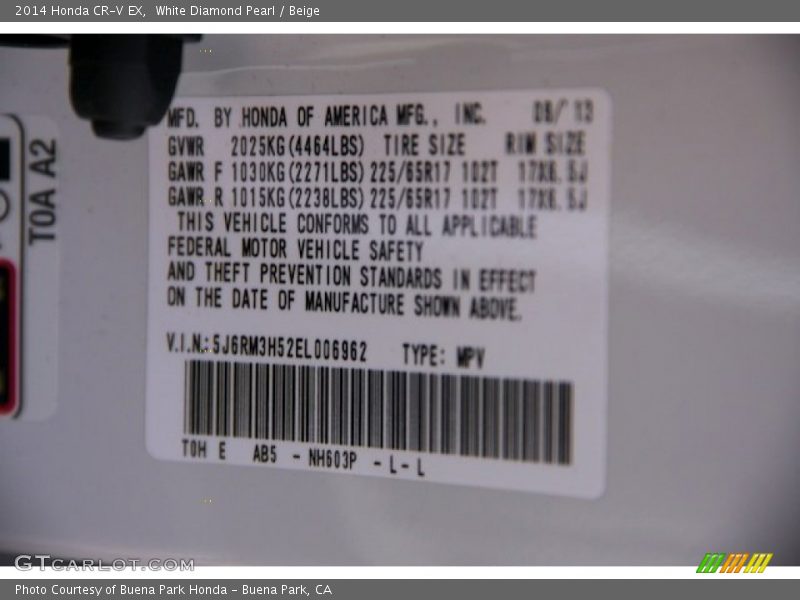 2014 Honda CR-V EX,  White Diamond Pearl / Beige
MFD. BY HONDA OF AMERICA MFG., INC. 06/'13
GVWR 2025KG(4464LBS) TIRE SIZE RIM SIZE
GAWR F 1030KG(2271LBS) 225/65R17 102T 17X6.5J
GAWR R 1015KG(2238LBS) 225/65R17 102T 17X6.5J
THIS VEHICLE CONFORMS TO ALL APPLICABLE
FEDERAL MOTOR VEHICLE SAFETY
AND THEFT PREVENTION STANDARDS IN EFFECT
ON THE DATE OF MANUFACTURE SHOWN ABOVE.
V.I.N.:5J6RM3H52EL006962 TYPE: MPV
T0H E AB5 - NH603P - L- L
T0A A2
GTCARLOT.COM
Photo Courtesy of Buena Park Honda – Buena Park, CA